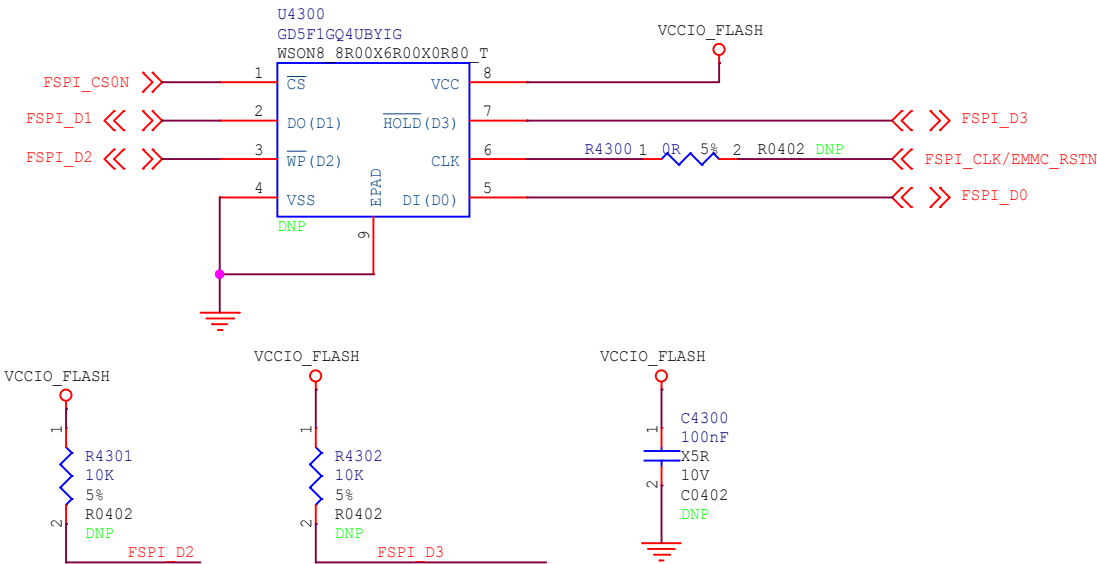 U4300
GD5F1GQ4UBYIG
WSON8_8R00X6R00X0R80_T
VCCIO_FLASH
FSPI_CS0N
1
CS
VCC
8
FSPI_D1
2
DO(D1)
HOLD(D3)
7
FSPI_D3
FSPI_D2
3
WP(D2)
CLK
6
R4300 1 0R 5% 2 R0402 DNP
FSPI_CLK/EMMC_RSTN
4
VSS
EPAD
DI(D0)
5
FSPI_D0
DNP
9
VCCIO_FLASH
1
R4301
10K
5%
R0402
DNP
2
FSPI_D2
VCCIO_FLASH
1
R4302
10K
5%
R0402
DNP
2
FSPI_D3
VCCIO_FLASH
1
C4300
100nF
X5R
10V
C0402
DNP
2